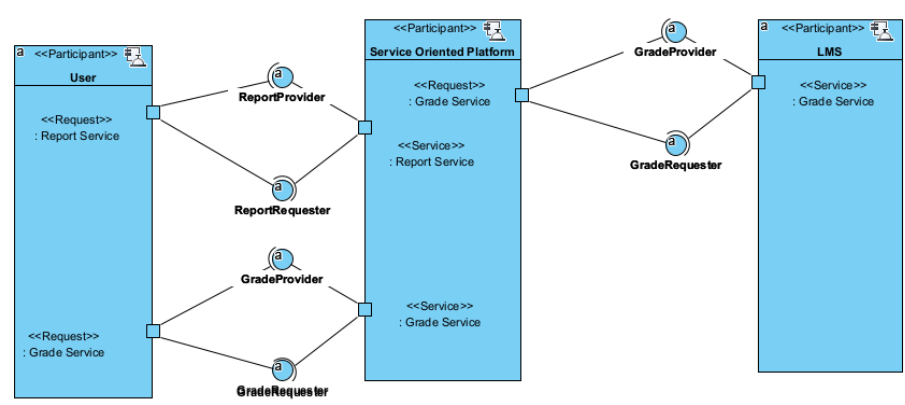 a <<Participant>>
User
<<Request>>
: Report Service
<<Request>>
: Grade Service
a
ReportProvider
a
ReportRequester
a
GradeProvider
a
GradeRequester
<<Participant>>
Service Oriented Platform
<<Request>>
: Grade Service
<<Service>>
: Report Service
<<Service>>
: Grade Service
a
GradeProvider
a
GradeRequester
a <<Participant>>
LMS
<<Service>>
: Grade Service